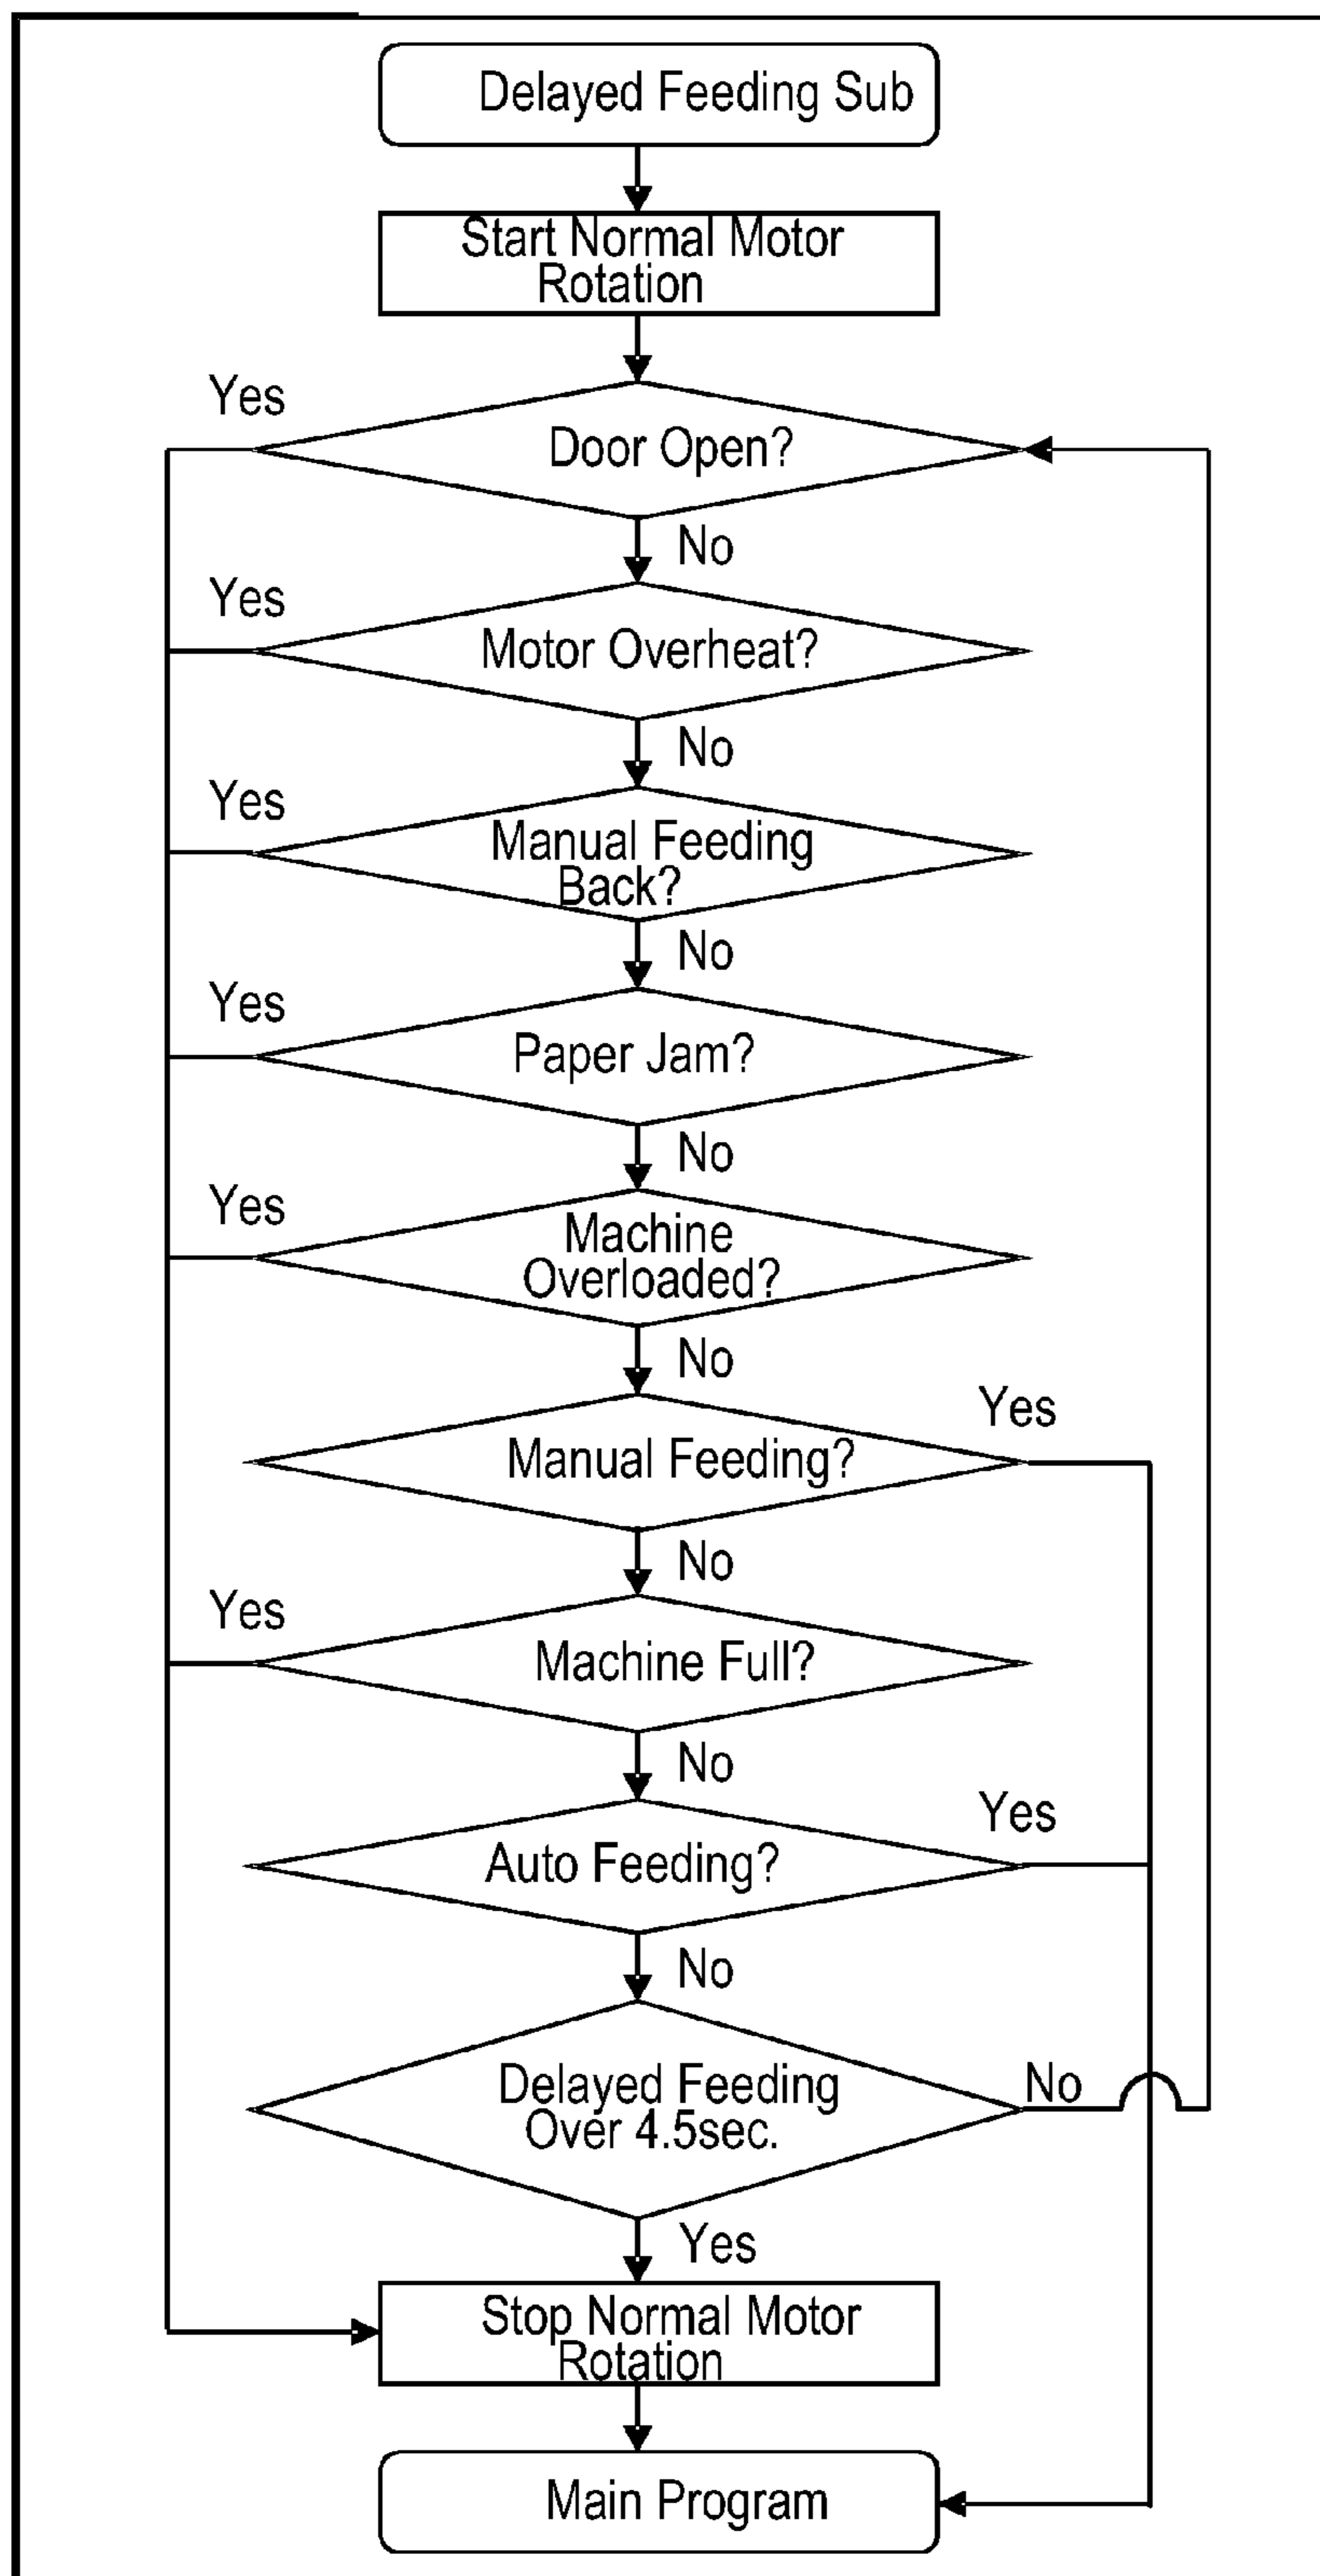 Delayed Feeding Sub
Start Normal Motor
Rotation
Yes
Door Open?
No
Yes
Motor Overheat?
No
Yes
Manual Feeding
Back?
No
Yes
Paper Jam?
No
Yes
Machine
Overloaded?
No
Yes
Manual Feeding?
No
Yes
Machine Full?
No
Yes
Auto Feeding?
No
Delayed Feeding
Over 4.5sec.
No
Yes
Stop Normal Motor
Rotation
Main Program